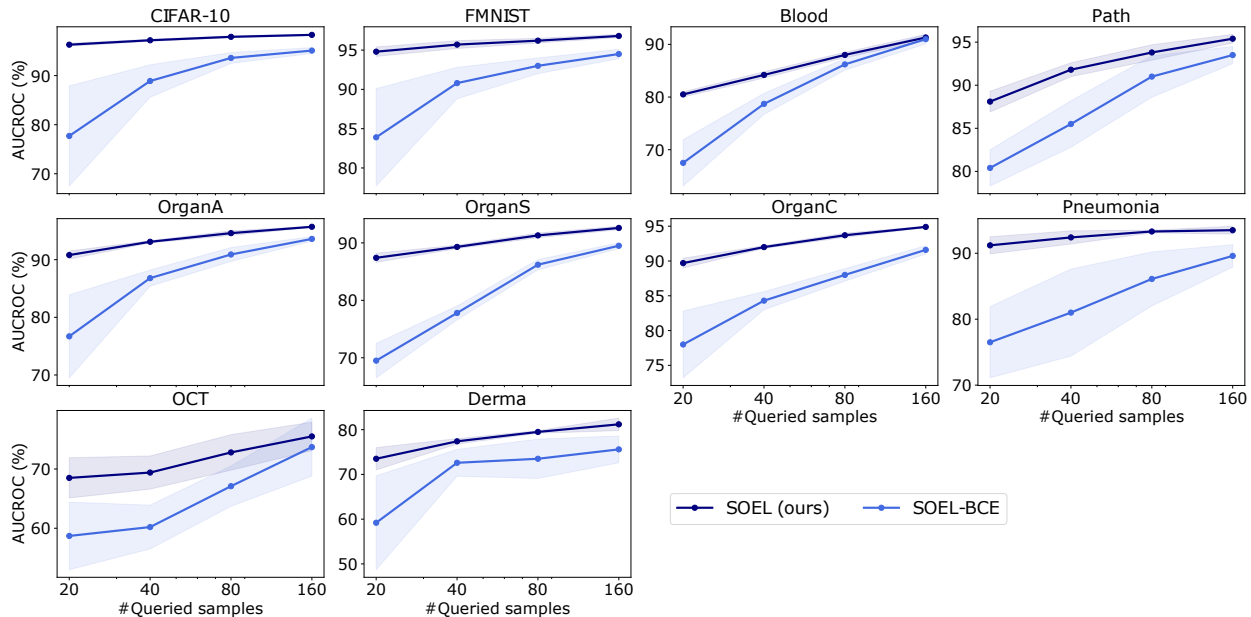 CIFAR-10 FMNIST Blood Path
AUCROC (%)
90
80
70
95
90
85
80
90
80
70
95
90
85
80
OrganA OrganS OrganC Pneumonia
AUCROC (%)
90
80
70
90
80
70
95
90
85
80
75
90
80
70
20 40 80 160
#Queried samples
20 40 80 160
#Queried samples
OCT Derma
AUCROC (%)
70
60
80
70
60
50
20 40 80 160
#Queried samples
20 40 80 160
#Queried samples
SOEL (ours) SOEL-BCE